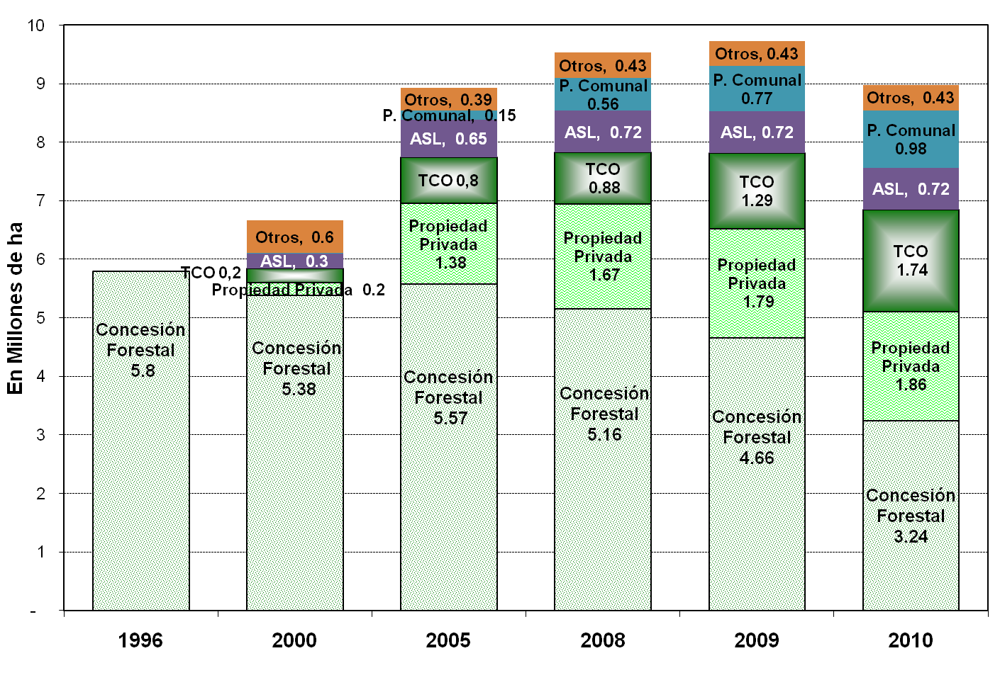 En Millones de ha
10
9
8
7
6
5
4
3
2
1
-
Concesión
Forestal
5.8
Otros, 0.6
ASL, 0.3
TCO 0,2
Propiedad Privada 0.2
Concesión
Forestal
5.38
Otros, 0.39
P. Comunal, 0.15
ASL, 0.65
TCO 0,8
Propiedad
Privada
1.38
Concesión
Forestal
5.57
Otros, 0.43
P. Comunal
0.56
ASL, 0.72
TCO
0.88
Propiedad
Privada
1.67
Concesión
Forestal
5.16
Otros, 0.43
P. Comunal
0.77
ASL, 0.72
TCO
1.29
Propiedad
Privada
1.79
Concesión
Forestal
4.66
Otros, 0.43
P. Comunal
0.98
ASL, 0.72
TCO
1.74
Propiedad
Privada
1.86
Concesión
Forestal
3.24
1996
2000
2005
2008
2009
2010